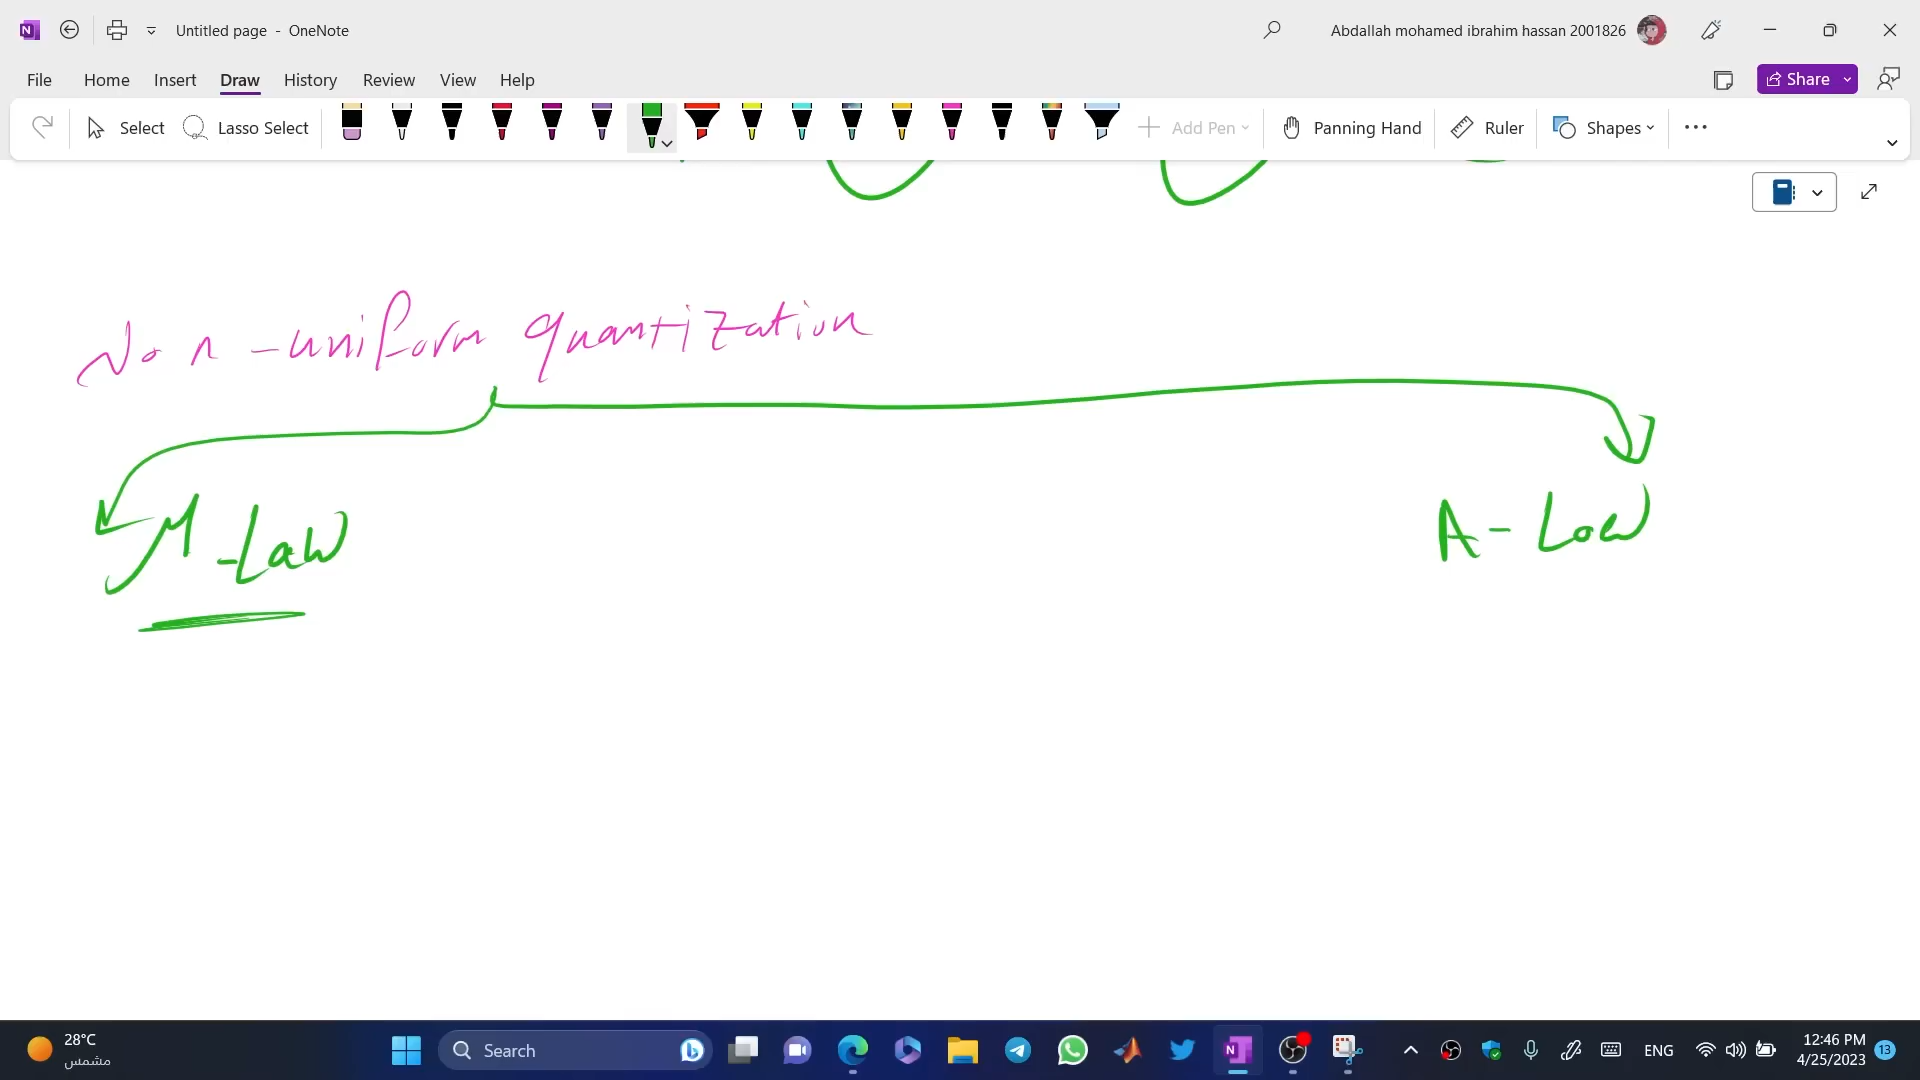 Untitled page - OneNote
Abdallah mohamed ibrahim hassan 2001826
File Home Insert Draw History Review View Help
Share
Select Lasso Select Add Pen Panning Hand Ruler Shapes
Non-uniform quantization
M-Law
A-Law
28°C
مشمس
Search
ENG
12:46 PM
4/25/2023
13